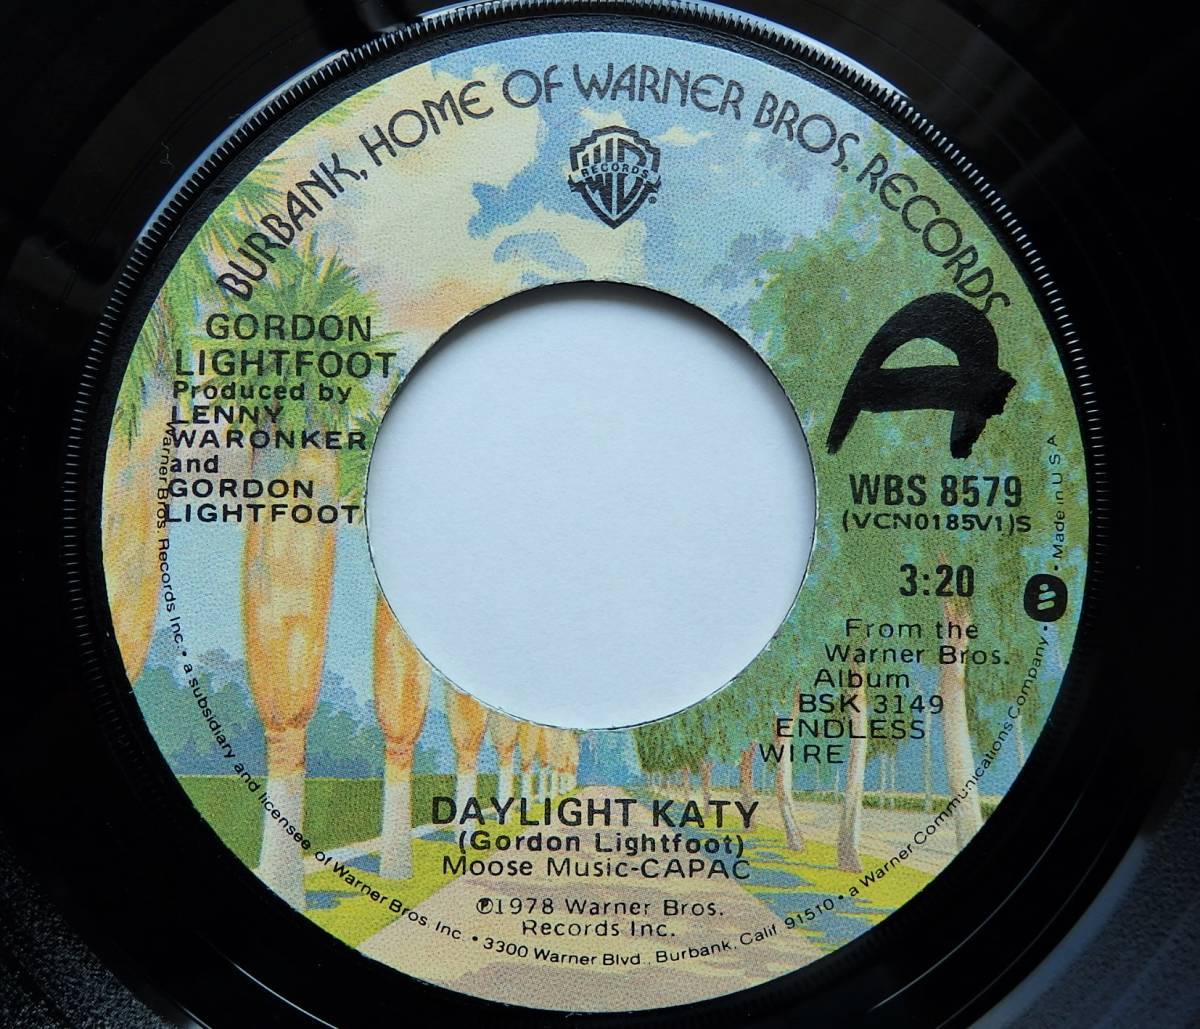 BURBANK, HOME OF WARNER BROS. RECORDS
WB
RECORDS
®
GORDON
LIGHTFOOT
Produced by
LENNY
WARONKER
and
GORDON
LIGHTFOOT
A
WBS 8579
(VCN0185V1)S
3:20
From the
Warner Bros.
Album
BSK 3149
ENDLESS
WIRE
DAYLIGHT KATY
(Gordon Lightfoot)
Moose Music-CAPAC
℗1978 Warner Bros.
Records Inc.
Warner Bros. Records Inc. • a subsidiary and licensee of Warner Bros. Inc. • 3300 Warner Blvd., Burbank, Calif. 91510 • a Warner Communications Company • Made in U S A